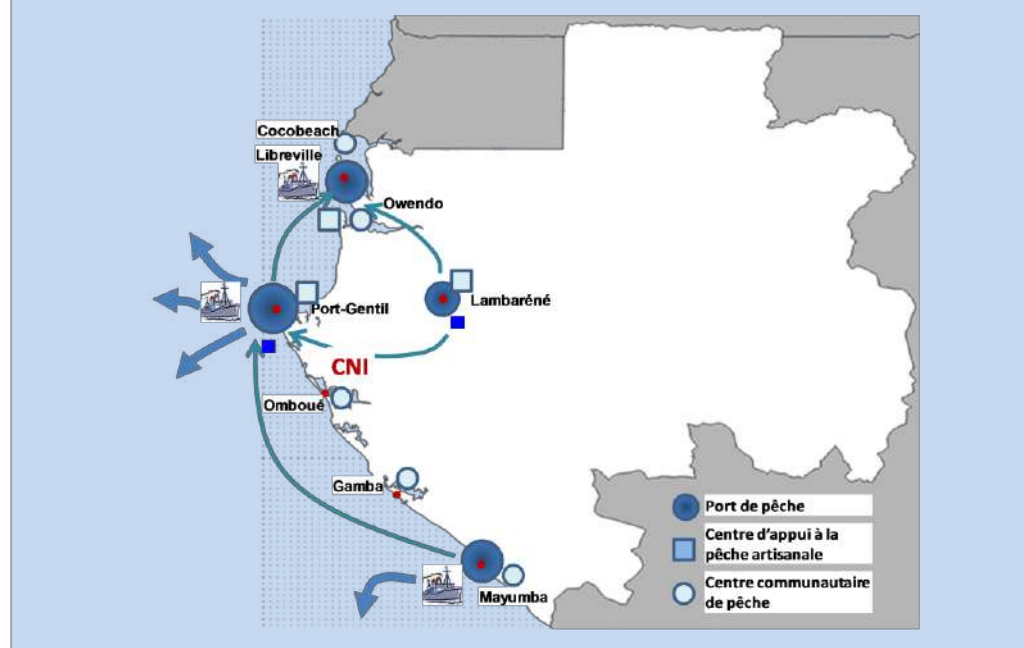 Cocobeach
Libreville
Owendo
Lambaréné
Port-Gentil
CNI
Omboué
Gamba
Mayumba
Port de pêche
Centre d'appui à la
pêche artisanale
Centre communautaire
de pêche